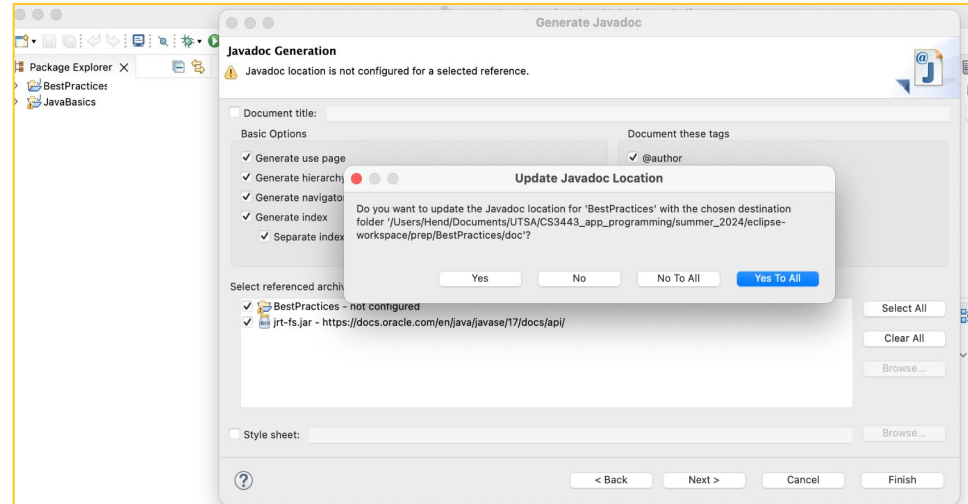 Generate Javadoc
Package Explorer
BestPractices
JavaBasics
Javadoc Generation
Javadoc location is not configured for a selected reference.
Document title:
Basic Options
Document these tags
Generate use page
@author
Generate hierarchy
Generate navigato
Generate index
Separate index
Update Javadoc Location
Do you want to update the Javadoc location for 'BestPractices' with the chosen destination
folder '/Users/Hend/Documents/UTSA/CS3443_app_programming/summer_2024/eclipse-
workspace/prep/BestPractices/doc'?
Yes No No To All Yes To All
Select referenced archiv
BestPractices - not configured
jrt-fs.jar - https://docs.oracle.com/en/java/javase/17/docs/api/
Select All
Clear All
Browse...
Style sheet:
Browse...
< Back Next > Cancel Finish